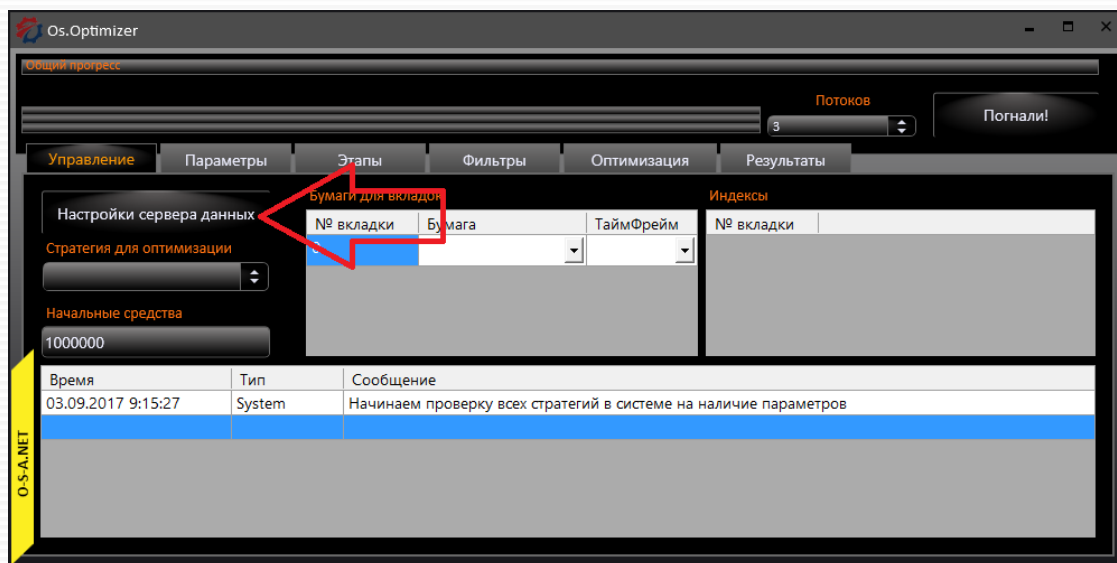 Os.Optimizer
Общий прогресс
Потоков
3
Погнали!
Управление Параметры Этапы Фильтры Оптимизация Результаты
Настройки сервера данных
Бумаги для вкладок
Индексы
№ вкладки Бумага ТаймФрейм
№ вкладки
Стратегия для оптимизации
Начальные средства
1000000
Время Тип Сообщение
03.09.2017 9:15:27 System Начинаем проверку всех стратегий в системе на наличие параметров
O-S-A.NET